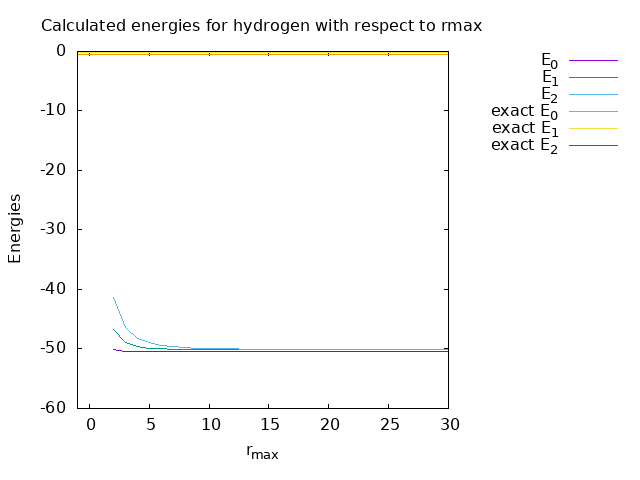 Calculated energies for hydrogen with respect to rmax
0
-10
-20
-30
-40
-50
-60
Energies
0
5
10
15
20
25
30
r_max
E_0
E_1
E_2
exact E_0
exact E_1
exact E_2